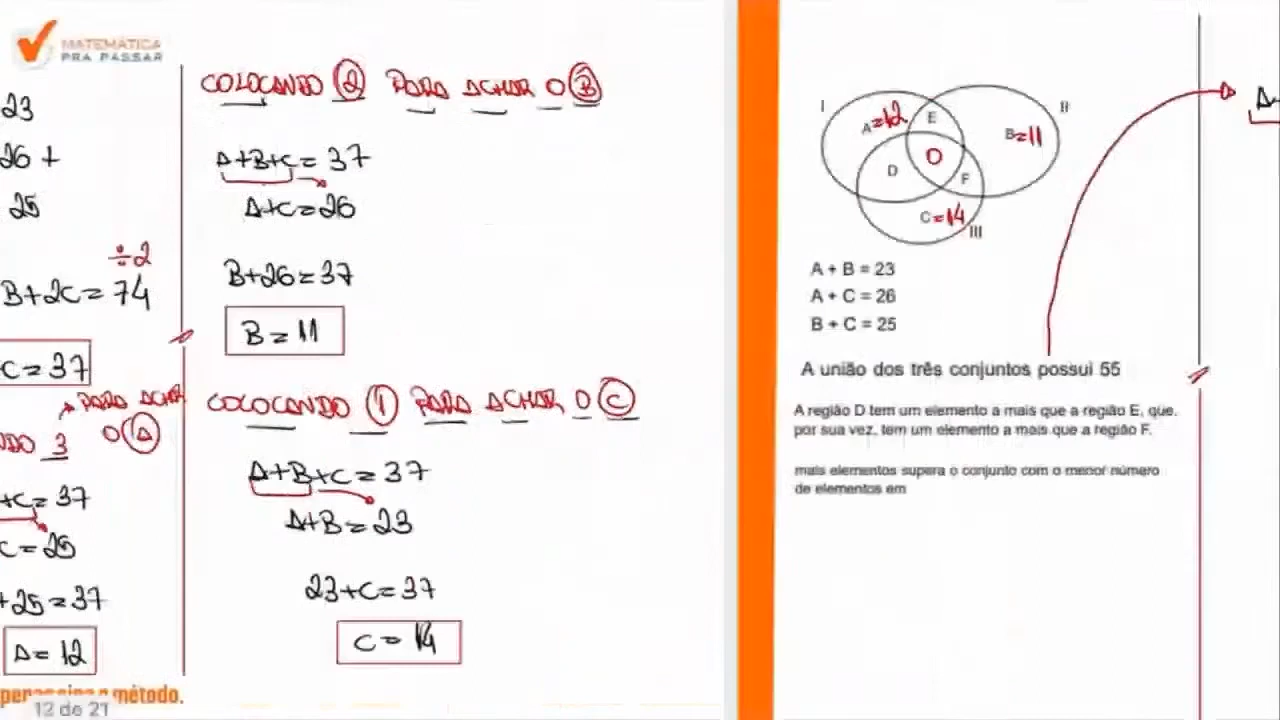 MATEMÁTICA
PRA PASSAR
23
26 +
25
÷2
B+2C = 74
C = 37
PARA ACHAR
O A
NDO 3
+C = 37
C = 25
+25 = 37
A = 12
método.
12 de 21
COLOCANDO 2 PARA ACHAR O B
A+B+C = 37
A+C = 26
B+26 = 37
B = 11
COLOCANDO 1 PARA ACHAR O C
A+B+C = 37
A+B = 23
23+C = 37
C = 14
I
II
A = 12
E
B = 11
O
D
F
C = 14
III
A + B = 23
A + C = 26
B + C = 25
A união dos três conjuntos possui 55
A região D tem um elemento a mais que a região E, que,
por sua vez, tem um elemento a mais que a região F.
mais elementos supera o conjunto com o menor número
de elementos em
A